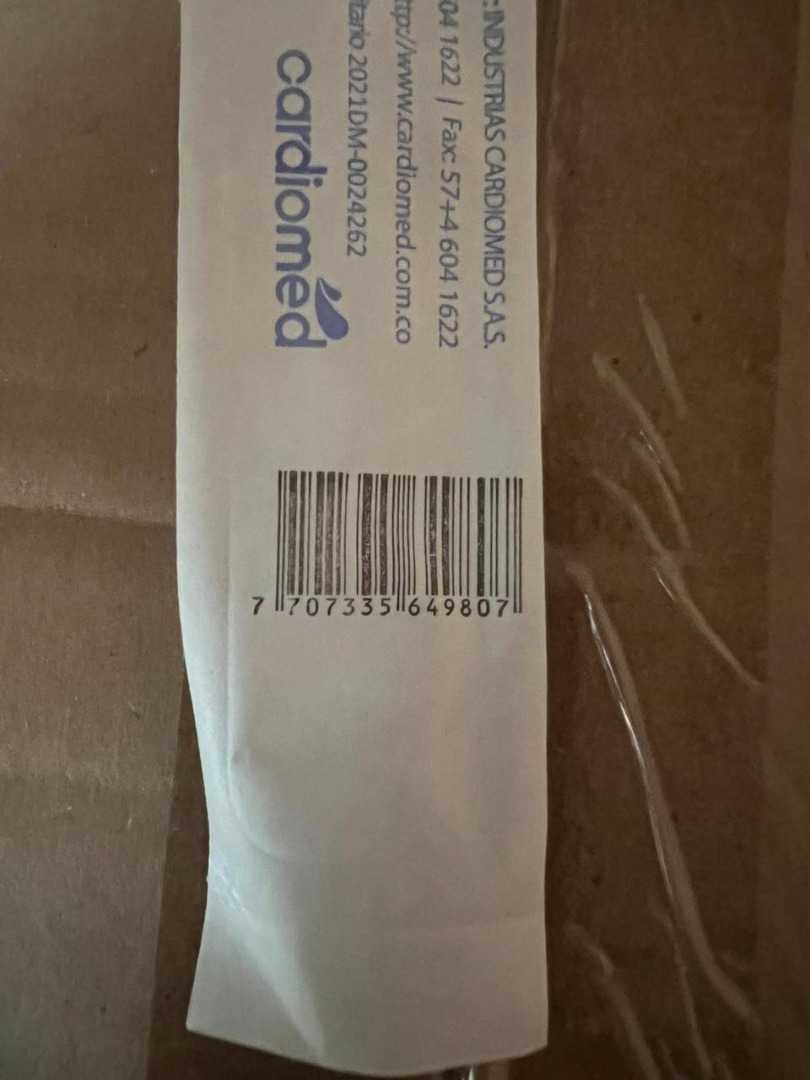 : INDUSTRIAS CARDIOMED S.A.S.
04 1622 | Fax: 57+4 604 1622
ttp://www.cardiomed.com.co
itario 2021DM-0024262
cardiomed
7 707335 649807